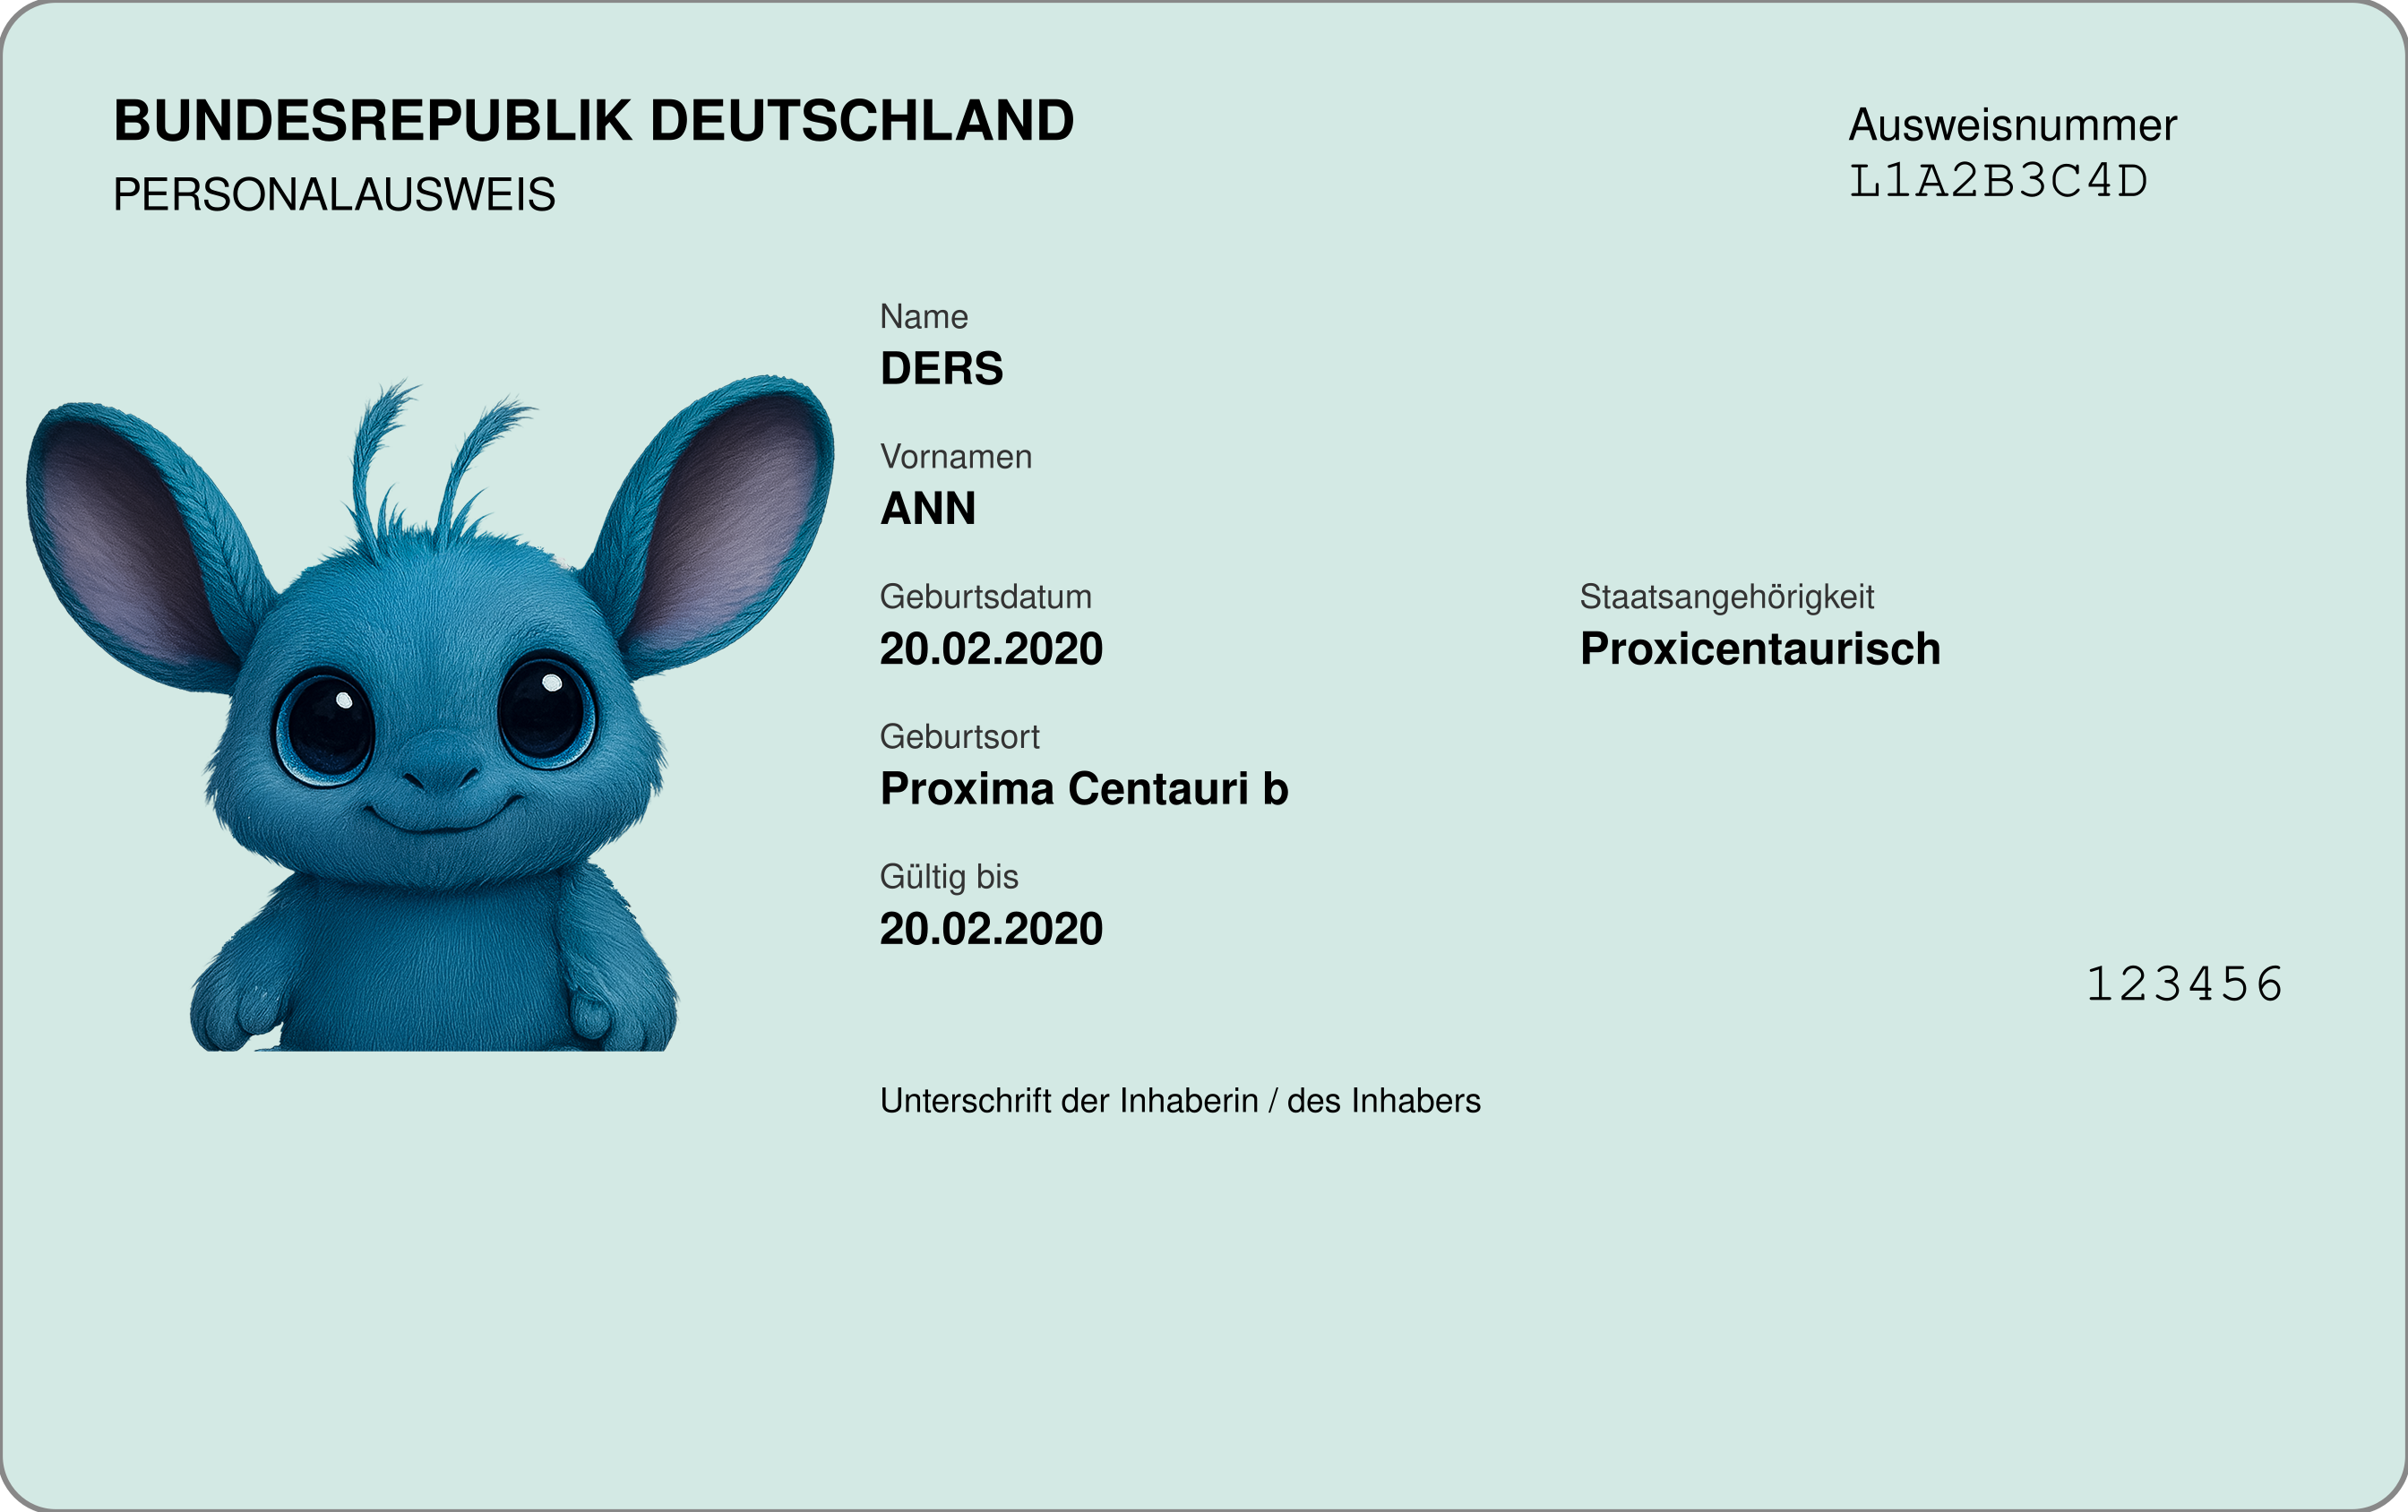 BUNDESREPUBLIK DEUTSCHLAND
PERSONALAUSWEIS
Ausweisnummer
L1A2B3C4D
Name
DERS
Vornamen
ANN
Geburtsdatum
20.02.2020
Staatsangehörigkeit
Proxicentaurisch
Geburtsort
Proxima Centauri b
Gültig bis
20.02.2020
123456
Unterschrift der Inhaberin / des Inhabers